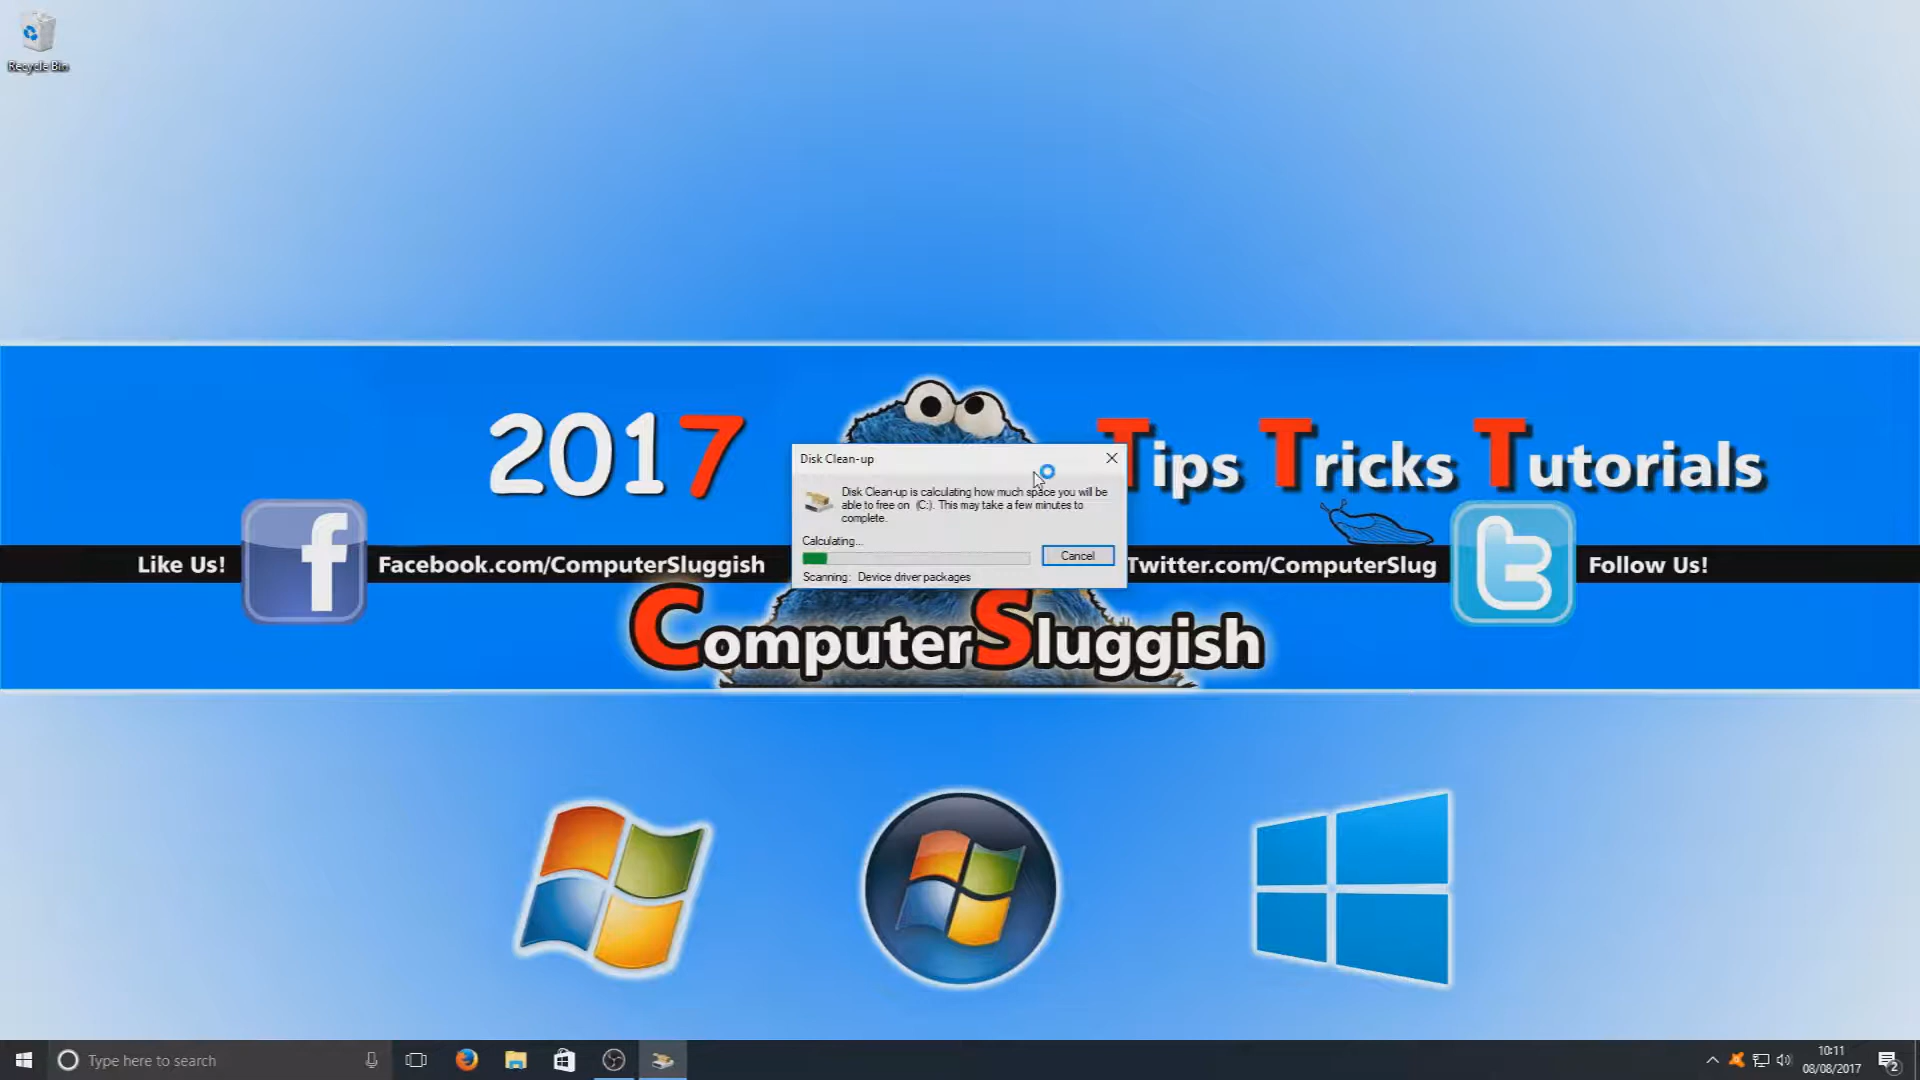 Recycle Bin
2017
Tips Tricks Tutorials
Disk Clean-up
Disk Clean-up is calculating how much space you will be
able to free on (C:). This may take a few minutes to
complete.
Calculating...
Cancel
Scanning: Device driver packages
Like Us!
f
Facebook.com/ComputerSluggish
Twitter.com/ComputerSlug
t
Follow Us!
ComputerSluggish
Type here to search
10:11
08/08/2017
2